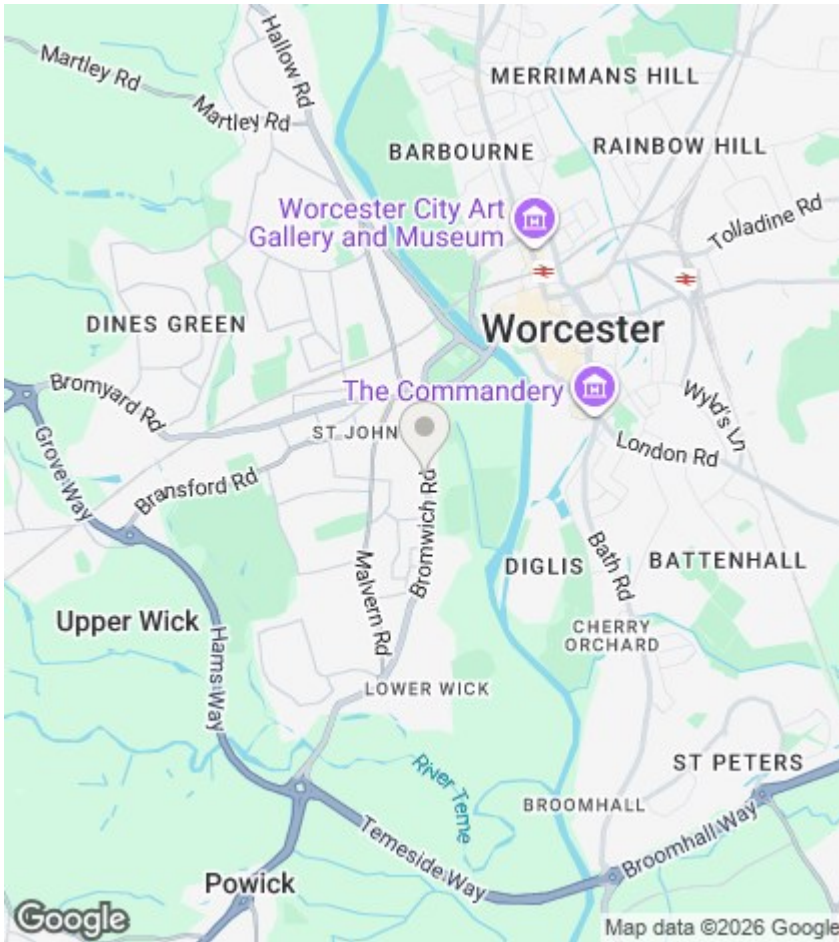 Hallow Rd
Martley Rd
Martley Rd
MERRIMANS HILL
BARBOURNE
RAINBOW HILL
Worcester City Art
Gallery and Museum
Tolladine Rd
DINES GREEN
Worcester
Bromyard Rd
The Commandery
Wyld's Ln
ST JOHN
London Rd
Grove Way
Bransford Rd
Bromwich Rd
Malvern Rd
DIGLIS
Bath Rd
BATTENHALL
Upper Wick
Hams Way
CHERRY
ORCHARD
LOWER WICK
River Teme
ST PETERS
BROOMHALL
Broomhall Way
Temeside Way
Powick
Google
Map data ©2026 Google